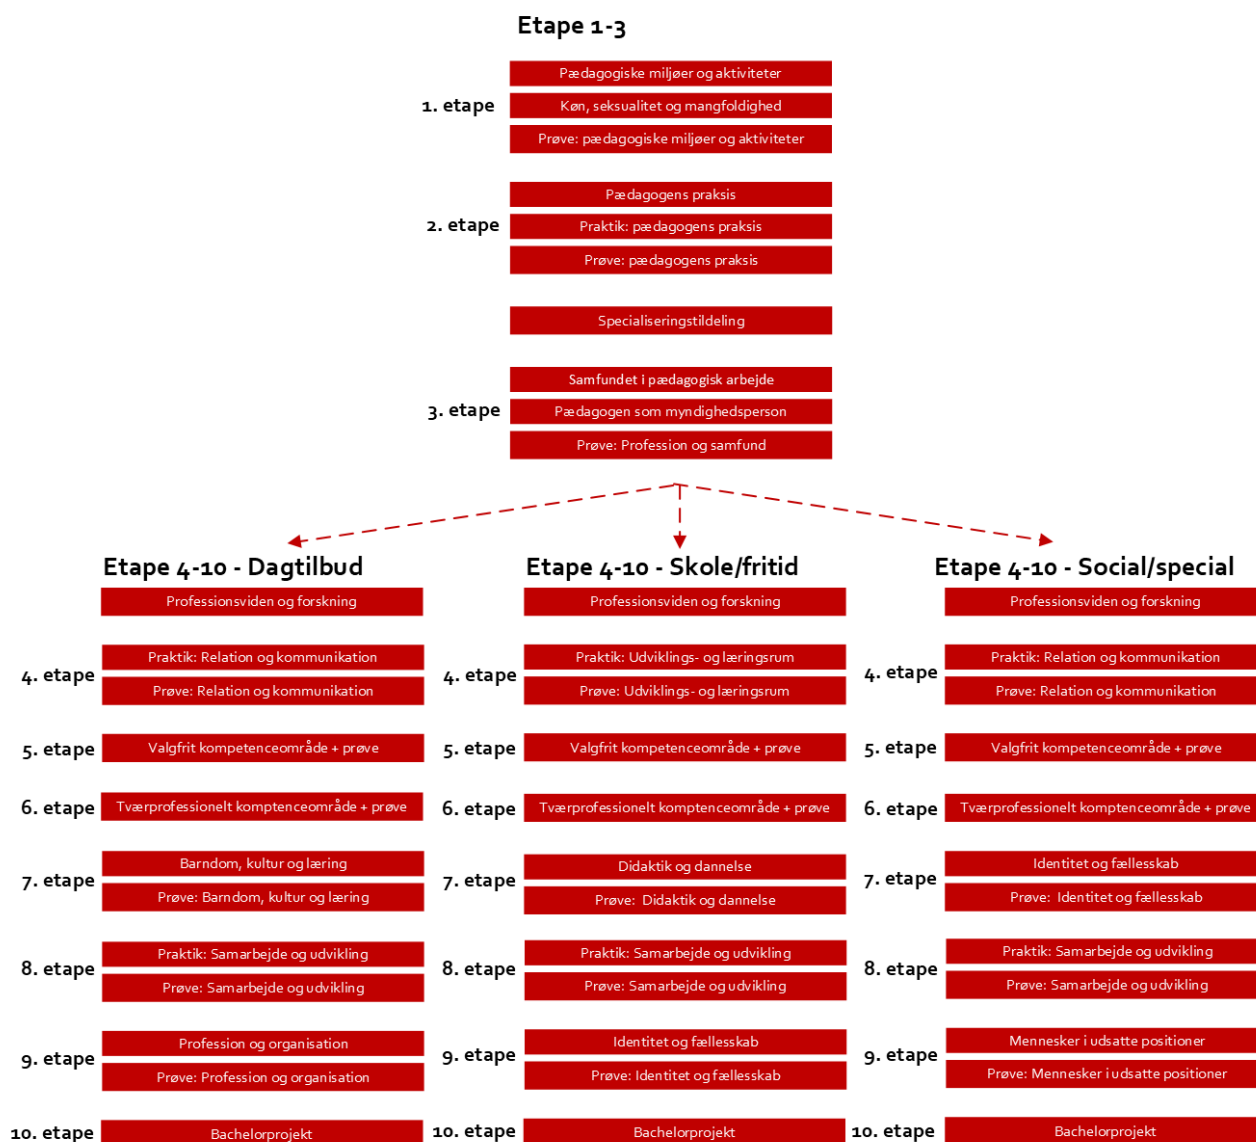 Etape 1-3
1. etape
Pædagogiske miljøer og aktiviteter
Køn, seksualitet og mangfoldighed
Prøve: pædagogiske miljøer og aktiviteter
2. etape
Pædagogens praksis
Praktik: pædagogens praksis
Prøve: pædagogens praksis
Specialiseringstildeling
3. etape
Samfundet i pædagogisk arbejde
Pædagogen som myndighedsperson
Prøve: Profession og samfund
Etape 4-10 - Dagtilbud
Professionsviden og forskning
4. etape
Praktik: Relation og kommunikation
Prøve: Relation og kommunikation
5. etape
Valgfrit kompetenceområde + prøve
6. etape
Tværprofessionelt komptenceområde + prøve
7. etape
Barndom, kultur og læring
Prøve: Barndom, kultur og læring
8. etape
Praktik: Samarbejde og udvikling
Prøve: Samarbejde og udvikling
9. etape
Profession og organisation
Prøve: Profession og organisation
10. etape
Bachelorprojekt
Etape 4-10 - Skole/fritid
Professionsviden og forskning
4. etape
Praktik: Udviklings- og læringsrum
Prøve: Udviklings- og læringsrum
5. etape
Valgfrit kompetenceområde + prøve
6. etape
Tværprofessionelt komptenceområde + prøve
7. etape
Didaktik og dannelse
Prøve: Didaktik og dannelse
8. etape
Praktik: Samarbejde og udvikling
Prøve: Samarbejde og udvikling
9. etape
Identitet og fællesskab
Prøve: Identitet og fællesskab
10. etape
Bachelorprojekt
Etape 4-10 - Social/special
Professionsviden og forskning
4. etape
Praktik: Relation og kommunikation
Prøve: Relation og kommunikation
5. etape
Valgfrit kompetenceområde + prøve
6. etape
Tværprofessionelt komptenceområde + prøve
7. etape
Identitet og fællesskab
Prøve: Identitet og fællesskab
8. etape
Praktik: Samarbejde og udvikling
Prøve: Samarbejde og udvikling
9. etape
Mennesker i udsatte positioner
Prøve: Mennesker i udsatte positioner
10. etape
Bachelorprojekt